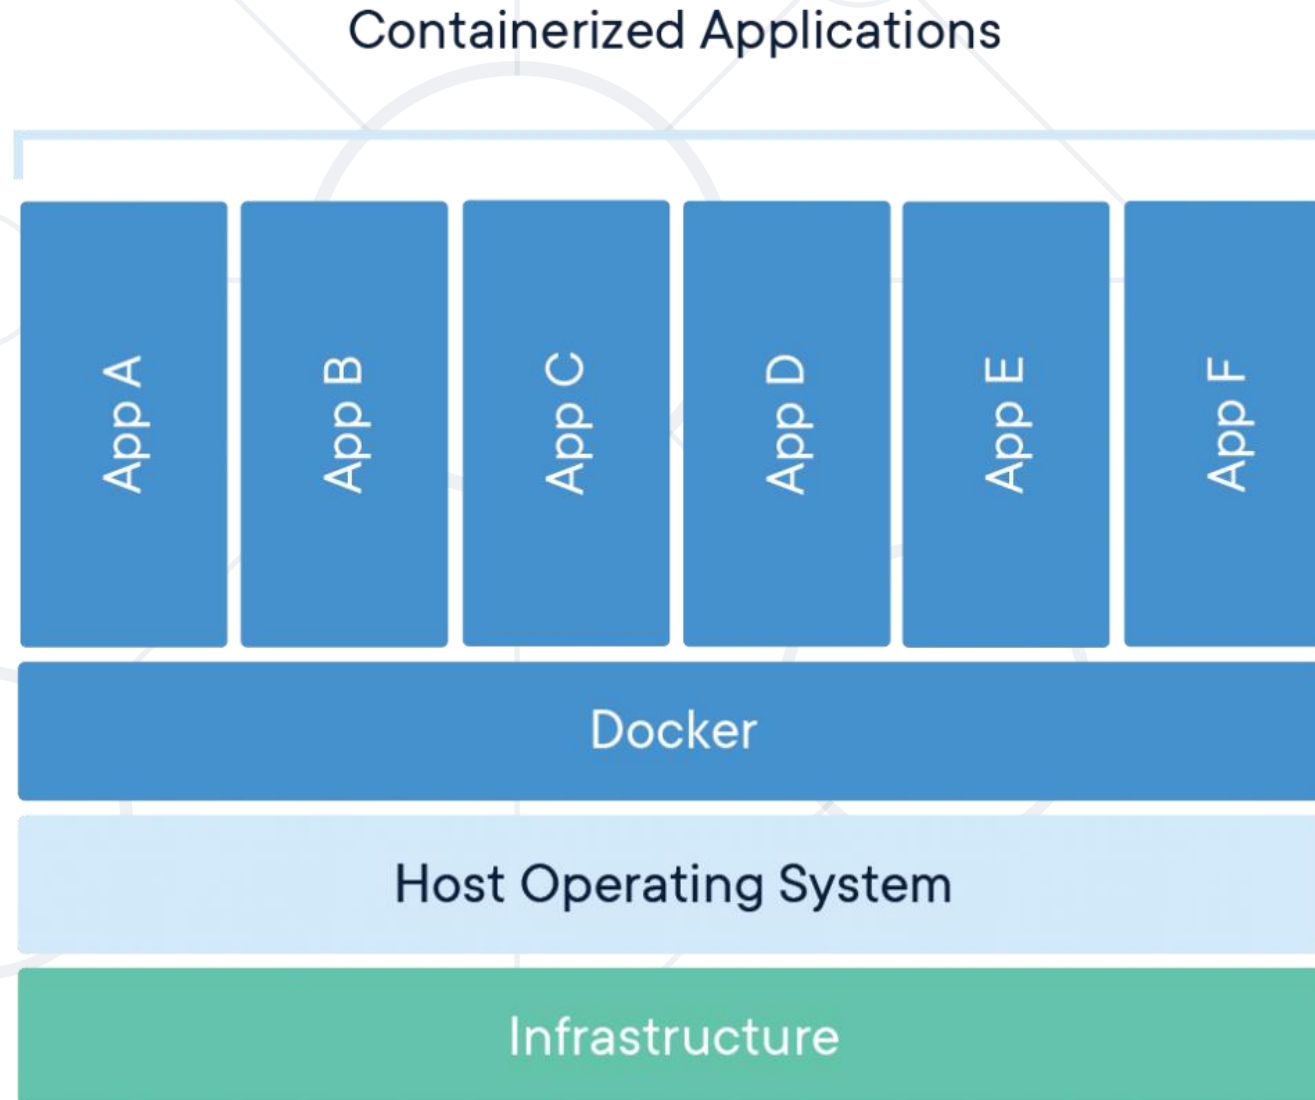 Containerized Applications
App A
App B
App C
App D
App E
App F
Docker
Host Operating System
Infrastructure